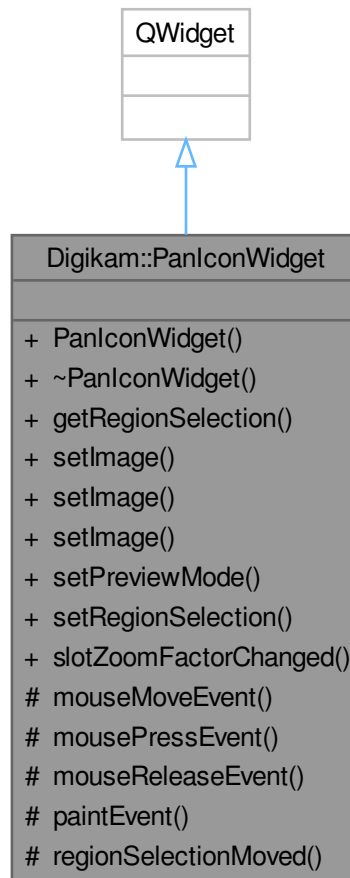 QWidget
Digikam::PanIconWidget
+ PanIconWidget()
+ ~PanIconWidget()
+ getRegionSelection()
+ setImage()
+ setImage()
+ setImage()
+ setPreviewMode()
+ setRegionSelection()
+ slotZoomFactorChanged()
# mouseMoveEvent()
# mousePressEvent()
# mouseReleaseEvent()
# paintEvent()
# regionSelectionMoved()